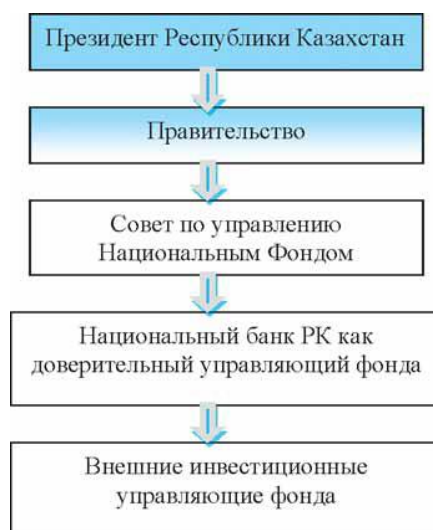 Президент Республики Казахстан
Правительство
Совет по управлению
Национальным Фондом
Национальный банк РК как
доверительный управляющий фонда
Внешние инвестиционные
управляющие фонда